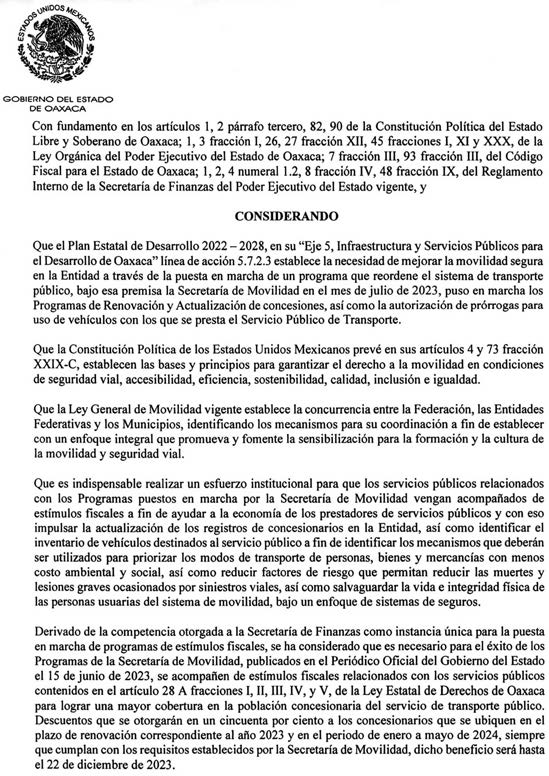 ESTADOS UNIDOS MEXICANOS
GOBIERNO DEL ESTADO
DE OAXACA
Con fundamento en los artículos 1, 2 párrafo tercero, 82, 90 de la Constitución Política del Estado
Libre y Soberano de Oaxaca; 1, 3 fracción I, 26, 27 fracción XII, 45 fracciones I, XI y XXX, de la
Ley Orgánica del Poder Ejecutivo del Estado de Oaxaca; 7 fracción III, 93 fracción III, del Código
Fiscal para el Estado de Oaxaca; 1, 2, 4 numeral 1.2, 8 fracción IV, 48 fracción IX, del Reglamento
Interno de la Secretaría de Finanzas del Poder Ejecutivo del Estado vigente, y
CONSIDERANDO
Que el Plan Estatal de Desarrollo 2022 – 2028, en su “Eje 5, Infraestructura y Servicios Públicos para
el Desarrollo de Oaxaca” línea de acción 5.7.2.3 establece la necesidad de mejorar la movilidad segura
en la Entidad a través de la puesta en marcha de un programa que reordene el sistema de transporte
público, bajo esa premisa la Secretaría de Movilidad en el mes de julio de 2023, puso en marcha los
Programas de Renovación y Actualización de concesiones, así como la autorización de prórrogas para
uso de vehículos con los que se presta el Servicio Público de Transporte.
Que la Constitución Política de los Estados Unidos Mexicanos prevé en sus artículos 4 y 73 fracción
XXIX-C, establecen las bases y principios para garantizar el derecho a la movilidad en condiciones
de seguridad vial, accesibilidad, eficiencia, sostenibilidad, calidad, inclusión e igualdad.
Que la Ley General de Movilidad vigente establece la concurrencia entre la Federación, las Entidades
Federativas y los Municipios, identificando los mecanismos para su coordinación a fin de establecer
con un enfoque integral que promueva y fomente la sensibilización para la formación y la cultura de
la movilidad y seguridad vial.
Que es indispensable realizar un esfuerzo institucional para que los servicios públicos relacionados
con los Programas puestos en marcha por la Secretaría de Movilidad vengan acompañados de
estímulos fiscales a fin de ayudar a la economía de los prestadores de servicios públicos y con eso
impulsar la actualización de los registros de concesionarios en la Entidad, así como identificar el
inventario de vehículos destinados al servicio público a fin de identificar los mecanismos que deberán
ser utilizados para priorizar los modos de transporte de personas, bienes y mercancías con menos
costo ambiental y social, así como reducir factores de riesgo que permitan reducir las muertes y
lesiones graves ocasionados por siniestros viales, así como salvaguardar la vida e integridad física de
las personas usuarias del sistema de movilidad, bajo un enfoque de sistemas de seguros.
Derivado de la competencia otorgada a la Secretaría de Finanzas como instancia única para la puesta
en marcha de programas de estímulos fiscales, se ha considerado que es necesario para el éxito de los
Programas de la Secretaría de Movilidad, publicados en el Periódico Oficial del Gobierno del Estado
el 15 de junio de 2023, se acompañen de estímulos fiscales relacionados con los servicios públicos
contenidos en el artículo 28 A fracciones I, II, III, IV, y V, de la Ley Estatal de Derechos de Oaxaca
para lograr una mayor cobertura en la población concesionaria del servicio de transporte público.
Descuentos que se otorgarán en un cincuenta por ciento a los concesionarios que se ubiquen en el
plazo de renovación correspondiente al año 2023 y en el periodo de enero a mayo de 2024, siempre
que cumplan con los requisitos establecidos por la Secretaría de Movilidad, dicho beneficio será hasta
el 22 de diciembre de 2023.